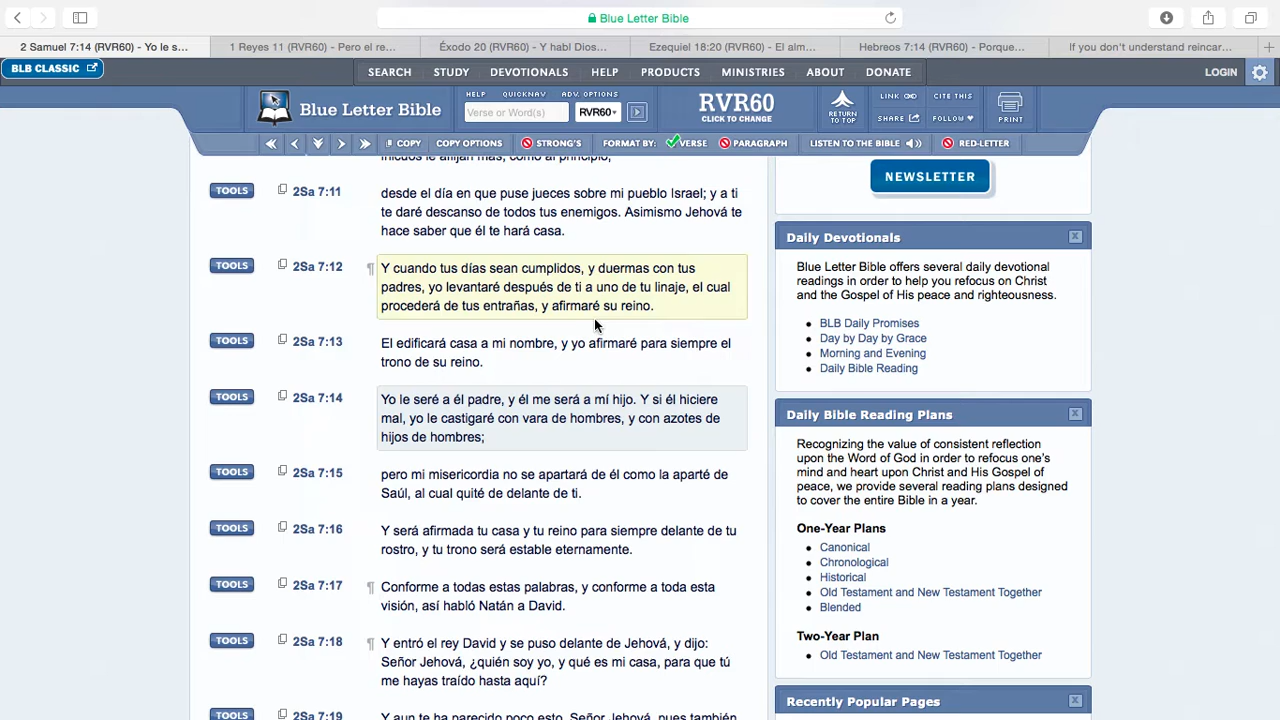 Blue Letter Bible
2 Samuel 7:14 (RVR60) - Yo le s...
1 Reyes 11 (RVR60) - Pero el re...
Éxodo 20 (RVR60) - Y habl Dios...
Ezequiel 18:20 (RVR60) - El alm...
Hebreos 7:14 (RVR60) - Porque...
If you don't understand reincar...
BLB CLASSIC
SEARCH STUDY DEVOTIONALS HELP PRODUCTS MINISTRIES ABOUT DONATE
LOGIN
Blue Letter Bible
HELP QUICKNAV ADV. OPTIONS
Verse or Word(s)
RVR60
RVR60
CLICK TO CHANGE
RETURN
TO TOP
LINK
CITE THIS
SHARE
FOLLOW
PRINT
COPY COPY OPTIONS STRONG'S FORMAT BY: VERSE PARAGRAPH LISTEN TO THE BIBLE RED-LETTER
inicuos le aflijan más, como al principio,
TOOLS 2Sa 7:11
desde el día en que puse jueces sobre mi pueblo Israel; y a ti
te daré descanso de todos tus enemigos. Asimismo Jehová te
hace saber que él te hará casa.
TOOLS 2Sa 7:12
¶ Y cuando tus días sean cumplidos, y duermas con tus
padres, yo levantaré después de ti a uno de tu linaje, el cual
procederá de tus entrañas, y afirmaré su reino.
TOOLS 2Sa 7:13
El edificará casa a mi nombre, y yo afirmaré para siempre el
trono de su reino.
TOOLS 2Sa 7:14
Yo le seré a él padre, y él me será a mí hijo. Y si él hiciere
mal, yo le castigaré con vara de hombres, y con azotes de
hijos de hombres;
TOOLS 2Sa 7:15
pero mi misericordia no se apartará de él como la aparté de
Saúl, al cual quité de delante de ti.
TOOLS 2Sa 7:16
Y será afirmada tu casa y tu reino para siempre delante de tu
rostro, y tu trono será estable eternamente.
TOOLS 2Sa 7:17
¶ Conforme a todas estas palabras, y conforme a toda esta
visión, así habló Natán a David.
TOOLS 2Sa 7:18
¶ Y entró el rey David y se puso delante de Jehová, y dijo:
Señor Jehová, ¿quién soy yo, y qué es mi casa, para que tú
me hayas traído hasta aquí?
TOOLS 2Sa 7:19
Y aun te ha parecido poco esto, Señor Jehová, pues también
NEWSLETTER
Daily Devotionals
Blue Letter Bible offers several daily devotional
readings in order to help you refocus on Christ
and the Gospel of His peace and righteousness.
BLB Daily Promises
Day by Day by Grace
Morning and Evening
Daily Bible Reading
Daily Bible Reading Plans
Recognizing the value of consistent reflection
upon the Word of God in order to refocus one's
mind and heart upon Christ and His Gospel of
peace, we provide several reading plans designed
to cover the entire Bible in a year.
One-Year Plans
Canonical
Chronological
Historical
Old Testament and New Testament Together
Blended
Two-Year Plan
Old Testament and New Testament Together
Recently Popular Pages